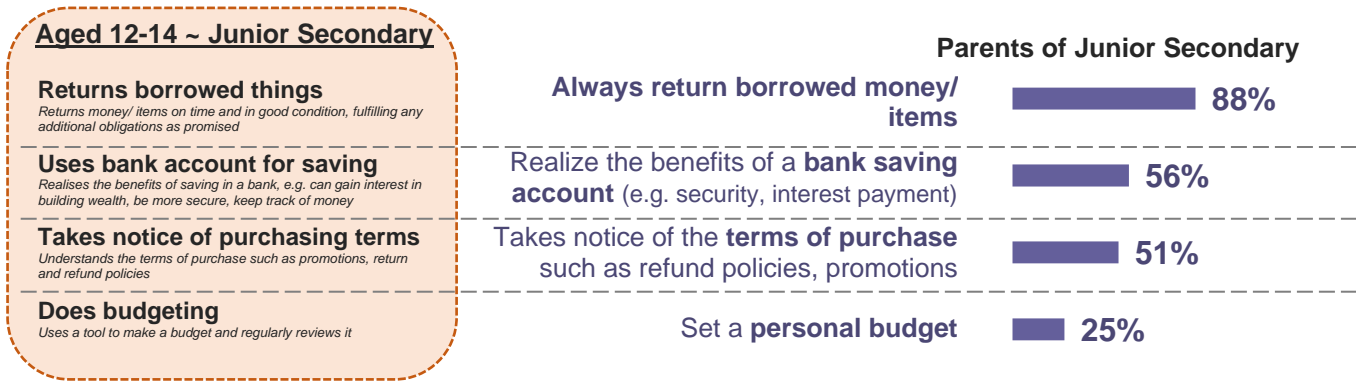 Aged 12-14 ~ Junior Secondary
Parents of Junior Secondary
Returns borrowed things
Returns money/ items on time and in good condition, fulfilling any
additional obligations as promised
Always return borrowed money/
items
88%
Uses bank account for saving
Realises the benefits of saving in a bank, e.g. can gain interest in
building wealth, be more secure, keep track of money
Realize the benefits of a bank saving
account (e.g. security, interest payment)
56%
Takes notice of purchasing terms
Understands the terms of purchase such as promotions, return
and refund policies
Takes notice of the terms of purchase
such as refund policies, promotions
51%
Does budgeting
Uses a tool to make a budget and regularly reviews it
Set a personal budget
25%